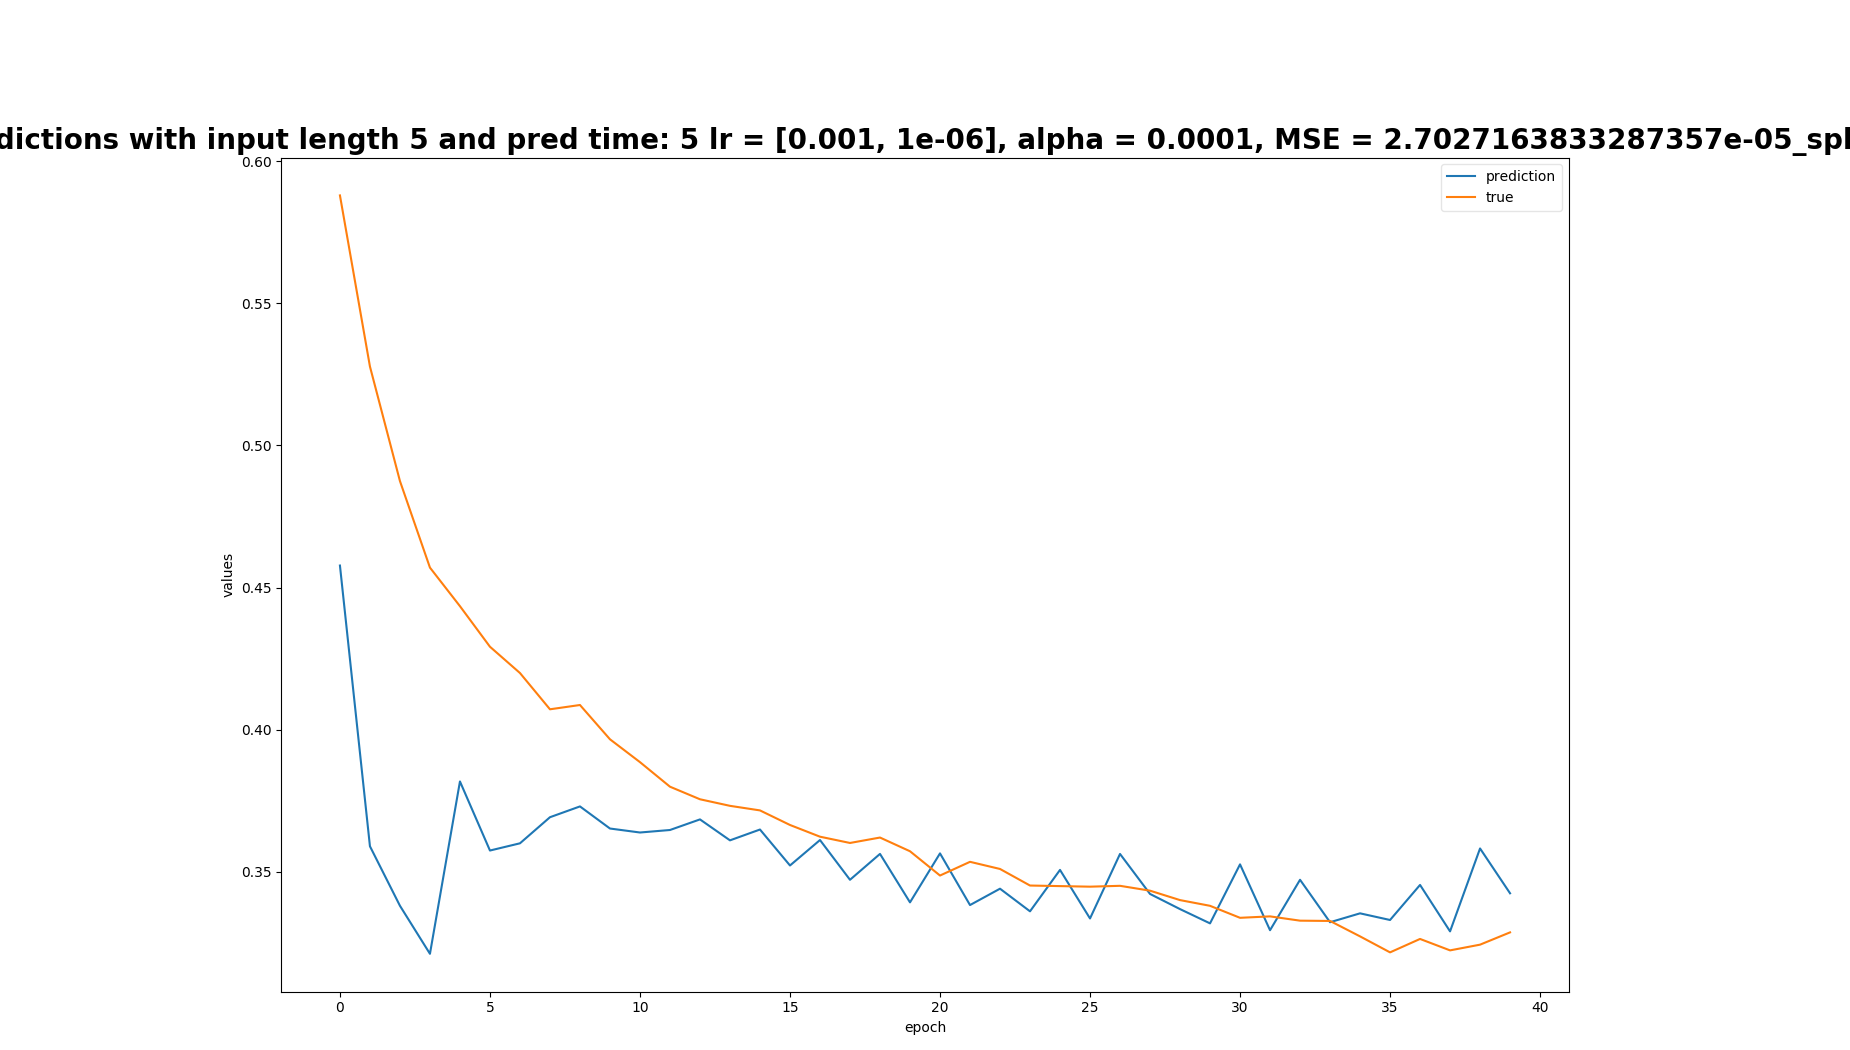 dictions with input length 5 and pred time: 5 lr = [0.001, 1e-06], alpha = 0.0001, MSE = 2.7027163833287357e-05_spl
prediction
true
0.60
0.55
0.50
0.45
0.40
0.35
values
0 5 10 15 20 25 30 35 40
epoch